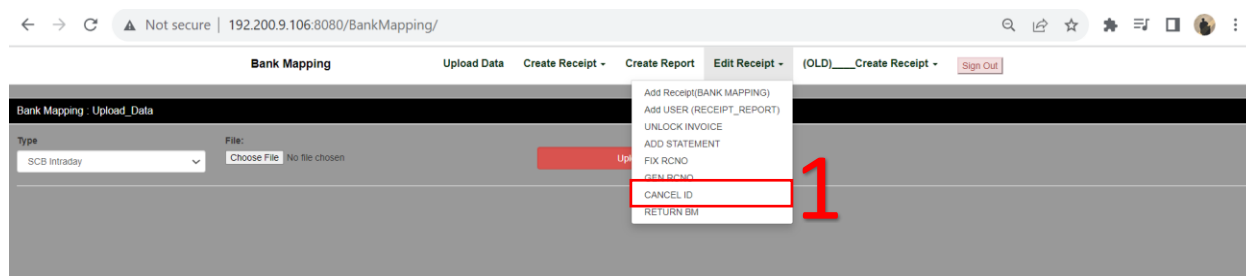 Not secure | 192.200.9.106:8080/BankMapping/
Bank Mapping Upload Data Create Receipt Create Report Edit Receipt (OLD)____Create Receipt Sign Out
Bank Mapping : Upload_Data
Type File:
SCB Intraday Choose File No file chosen
Add Receipt(BANK MAPPING)
Add USER (RECEIPT_REPORT)
UNLOCK INVOICE
ADD STATEMENT
FIX RCNO
GEN RCNO
CANCEL ID
RETURN BM
1